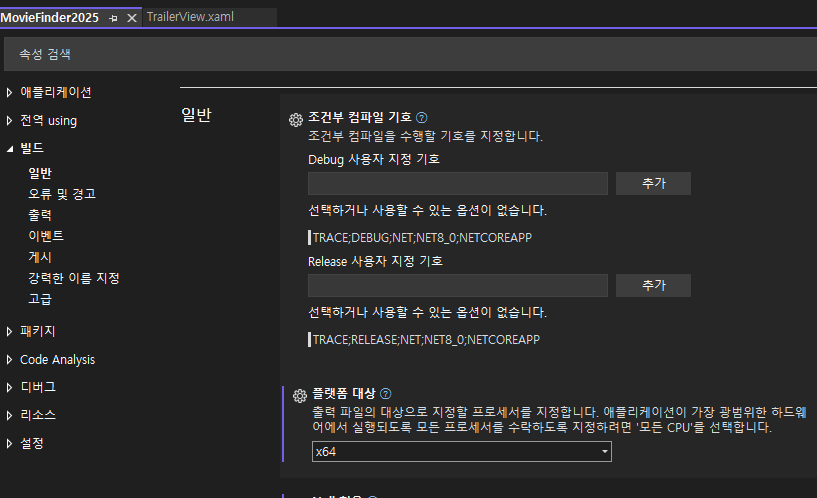 MovieFinder2025
TrailerView.xaml
속성 검색
애플리케이션
전역 using
빌드
일반
오류 및 경고
출력
이벤트
게시
강력한 이름 지정
고급
패키지
Code Analysis
디버그
리소스
설정
일반
조건부 컴파일 기호
조건부 컴파일을 수행할 기호를 지정합니다.
Debug 사용자 지정 기호
추가
선택하거나 사용할 수 있는 옵션이 없습니다.
TRACE;DEBUG;NET;NET8_0;NETCOREAPP
Release 사용자 지정 기호
추가
선택하거나 사용할 수 있는 옵션이 없습니다.
TRACE;RELEASE;NET;NET8_0;NETCOREAPP
플랫폼 대상
출력 파일의 대상으로 지정할 프로세서를 지정합니다. 애플리케이션이 가장 광범위한 하드웨
어에서 실행되도록 모든 프로세서를 수락하도록 지정하려면 '모든 CPU'를 선택합니다.
x64